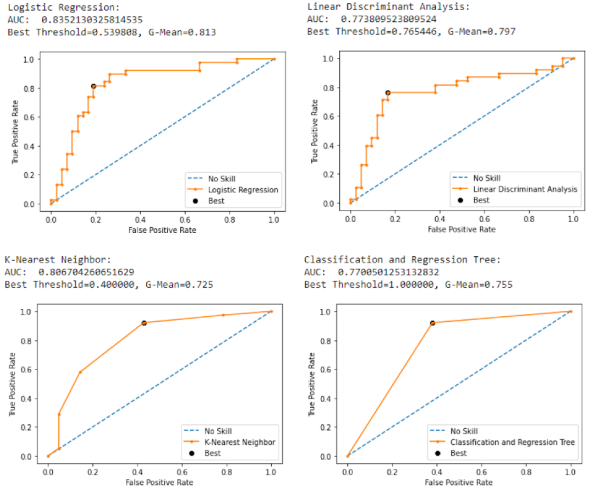 Logistic Regression:
AUC: 0.8352130325814535
Best Threshold=0.539808, G-Mean=0.813
True Positive Rate
1.0
0.8
0.6
0.4
0.2
0.0
No Skill
Logistic Regression
Best
0.0 0.2 0.4 0.6 0.8 1.0
False Positive Rate
Linear Discriminant Analysis:
AUC: 0.773809523809524
Best Threshold=0.765446, G-Mean=0.797
True Positive Rate
1.0
0.8
0.6
0.4
0.2
0.0
No Skill
Linear Discriminant Analysis
Best
0.0 0.2 0.4 0.6 0.8 1.0
False Positive Rate
K-Nearest Neighbor:
AUC: 0.806704260651629
Best Threshold=0.400000, G-Mean=0.725
True Positive Rate
1.0
0.8
0.6
0.4
0.2
0.0
No Skill
K-Nearest Neighbor
Best
0.0 0.2 0.4 0.6 0.8 1.0
False Positive Rate
Classification and Regression Tree:
AUC: 0.7700501253132832
Best Threshold=1.000000, G-Mean=0.755
True Positive Rate
1.0
0.8
0.6
0.4
0.2
0.0
No Skill
Classification and Regression Tree
Best
0.0 0.2 0.4 0.6 0.8 1.0
False Positive Rate